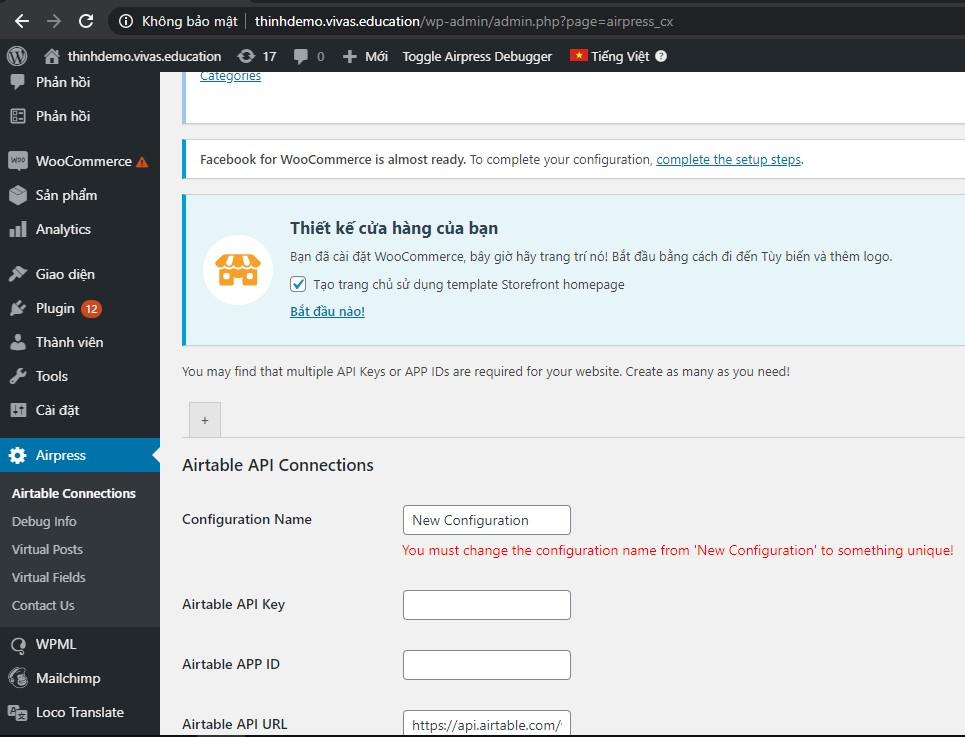 Không bảo mật
thinhdemo.vivas.education/wp-admin/admin.php?page=airpress_cx
thinhdemo.vivas.education 17 0 Mới Toggle Airpress Debugger Tiếng Việt
Phản hồi
Phản hồi
WooCommerce
Sản phẩm
Analytics
Giao diện
Plugin 12
Thành viên
Tools
Cài đặt
Airpress
Airtable Connections
Debug Info
Virtual Posts
Virtual Fields
Contact Us
WPML
Mailchimp
Loco Translate
Categories
Facebook for WooCommerce is almost ready. To complete your configuration, complete the setup steps.
Thiết kế cửa hàng của bạn
Bạn đã cài đặt WooCommerce, bây giờ hãy trang trí nó! Bắt đầu bằng cách đi đến Tùy biến và thêm logo.
Tạo trang chủ sử dụng template Storefront homepage
Bắt đầu nào!
You may find that multiple API Keys or APP IDs are required for your website. Create as many as you need!
+
Airtable API Connections
Configuration Name New Configuration
You must change the configuration name from 'New Configuration' to something unique!
Airtable API Key
Airtable APP ID
Airtable API URL https://api.airtable.com/